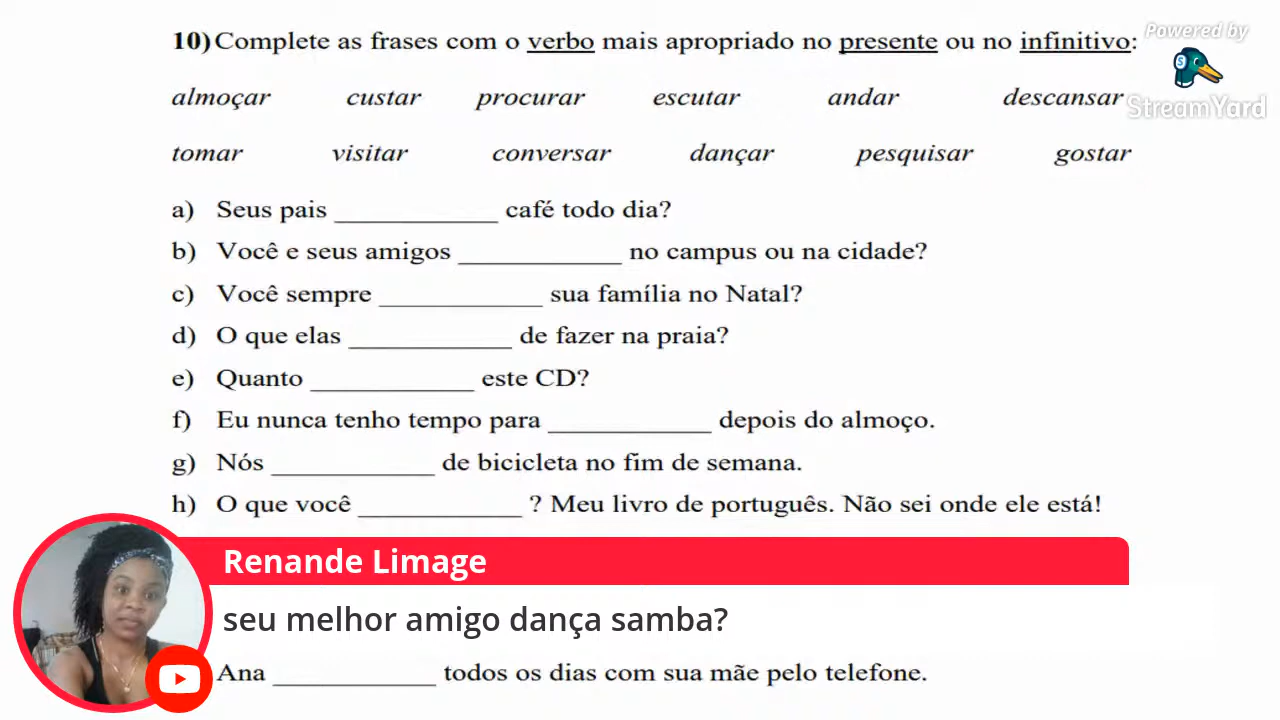 Powered by
StreamYard
10) Complete as frases com o verbo mais apropriado no presente ou no infinitivo:
almoçar custar procurar escutar andar descansar
tomar visitar conversar dançar pesquisar gostar
a) Seus pais ____________ café todo dia?
b) Você e seus amigos ____________ no campus ou na cidade?
c) Você sempre ____________ sua família no Natal?
d) O que elas ____________ de fazer na praia?
e) Quanto ____________ este CD?
f) Eu nunca tenho tempo para ____________ depois do almoço.
g) Nós ____________ de bicicleta no fim de semana.
h) O que você ____________ ? Meu livro de português. Não sei onde ele está!
Renande Limage
seu melhor amigo dança samba?
Ana ____________ todos os dias com sua mãe pelo telefone.